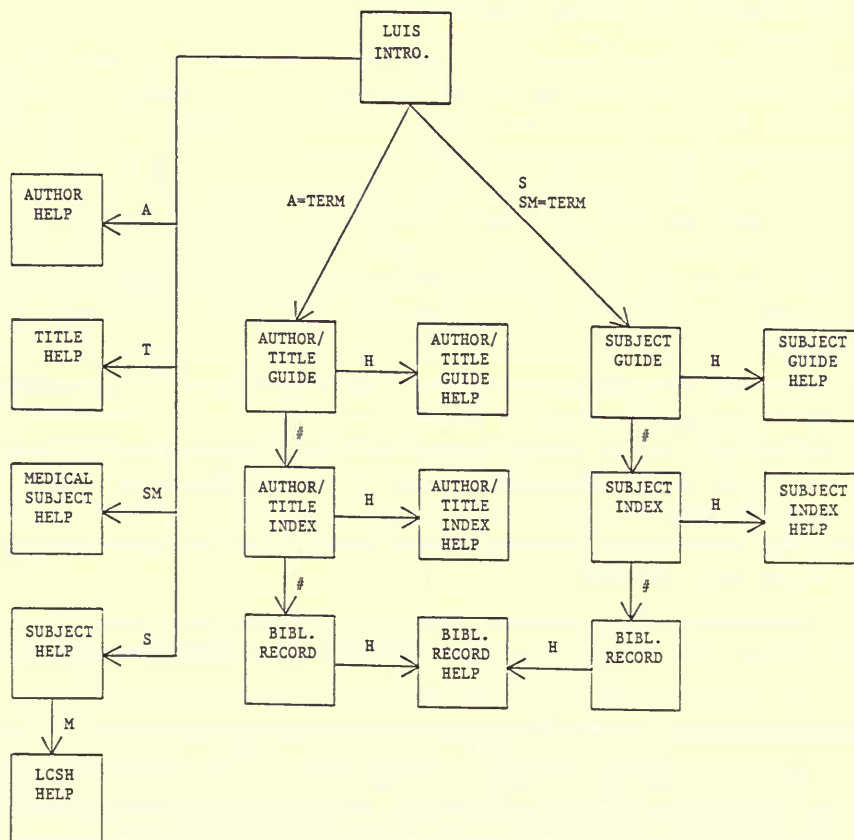 LUIS
INTRO.
S
SM=TERM
A=TERM
AUTHOR
HELP
A
TITLE
HELP
T
MEDICAL
SUBJECT
HELP
SM
SUBJECT
HELP
S
M
LCSH
HELP
AUTHOR/
TITLE
GUIDE
H
AUTHOR/
TITLE
GUIDE
HELP
#
AUTHOR/
TITLE
INDEX
H
AUTHOR/
TITLE
INDEX
HELP
#
BIBL.
RECORD
H
BIBL.
RECORD
HELP
SUBJECT
GUIDE
H
SUBJECT
GUIDE
HELP
#
SUBJECT
INDEX
H
SUBJECT
INDEX
HELP
#
H
BIBL.
RECORD